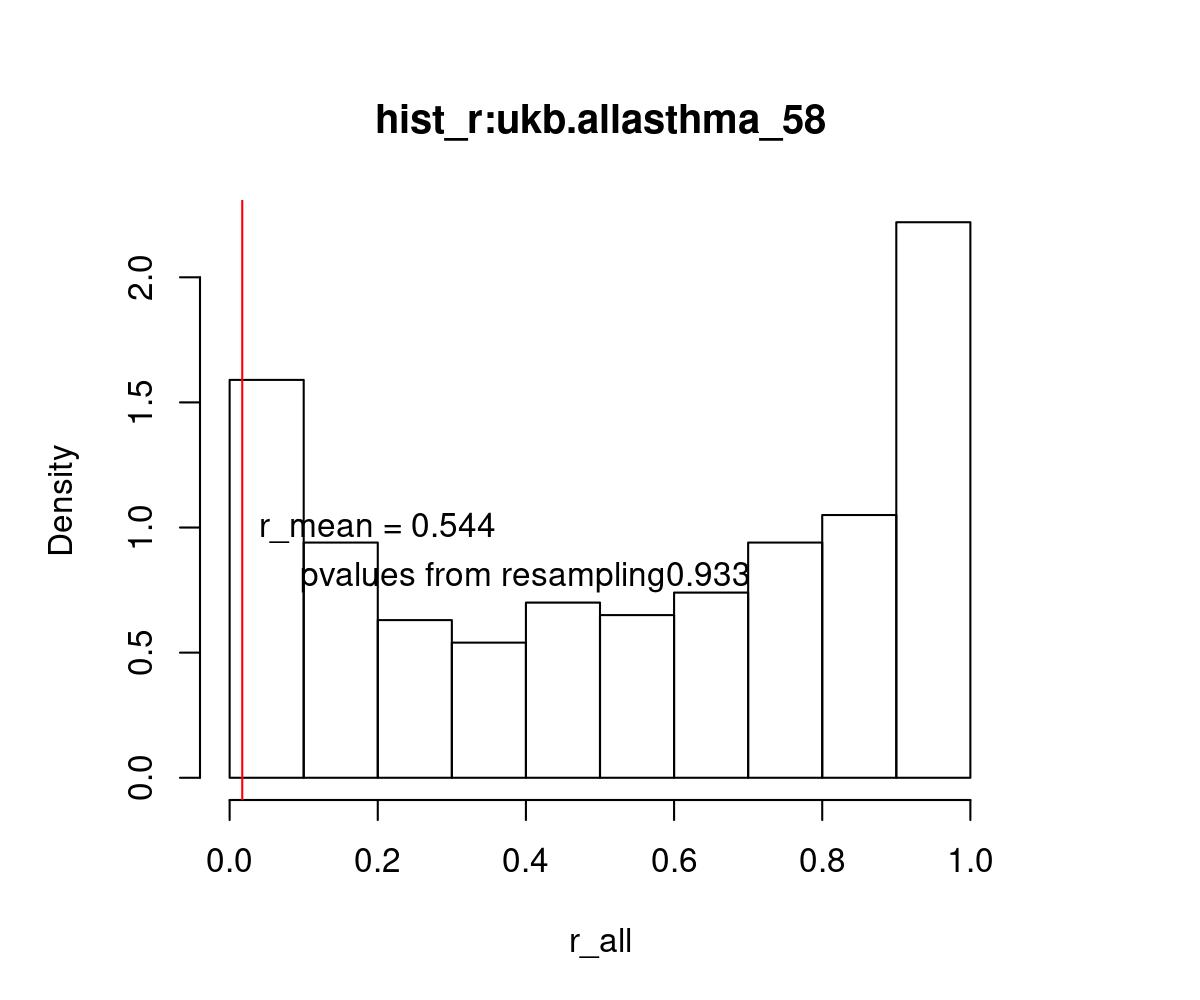 hist_r:ukb.allasthma_58
Density
2.0
1.5
1.0
0.5
0.0
r_mean = 0.544
pvalues from resampling0.933
0.0 0.2 0.4 0.6 0.8 1.0
r_all